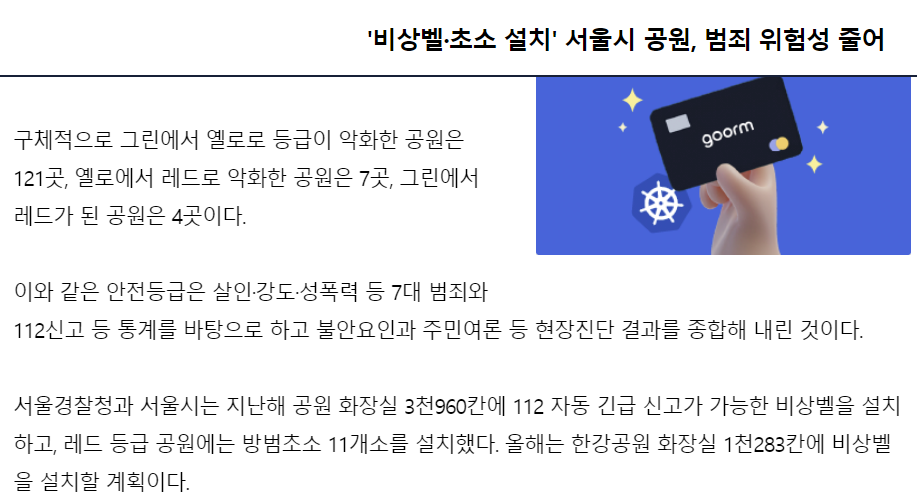 '비상벨·초소 설치' 서울시 공원, 범죄 위험성 줄어
goorm
구체적으로 그린에서 옐로로 등급이 악화한 공원은
121곳, 옐로에서 레드로 악화한 공원은 7곳, 그린에서
레드가 된 공원은 4곳이다.
이와 같은 안전등급은 살인·강도·성폭력 등 7대 범죄와
112신고 등 통계를 바탕으로 하고 불안요인과 주민여론 등 현장진단 결과를 종합해 내린 것이다.
서울경찰청과 서울시는 지난해 공원 화장실 3천960칸에 112 자동 긴급 신고가 가능한 비상벨을 설치
하고, 레드 등급 공원에는 방범초소 11개소를 설치했다. 올해는 한강공원 화장실 1천283칸에 비상벨
을 설치할 계획이다.